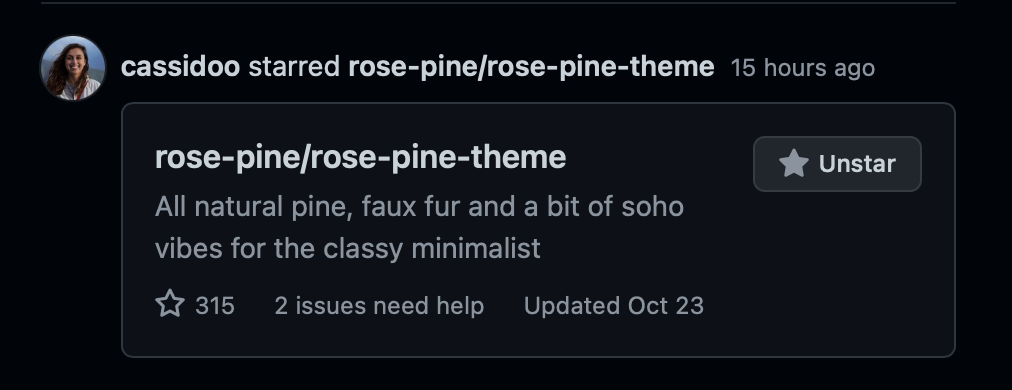 cassidoo starred rose-pine/rose-pine-theme 15 hours ago
rose-pine/rose-pine-theme
Unstar
All natural pine, faux fur and a bit of soho
vibes for the classy minimalist
315 2 issues need help Updated Oct 23